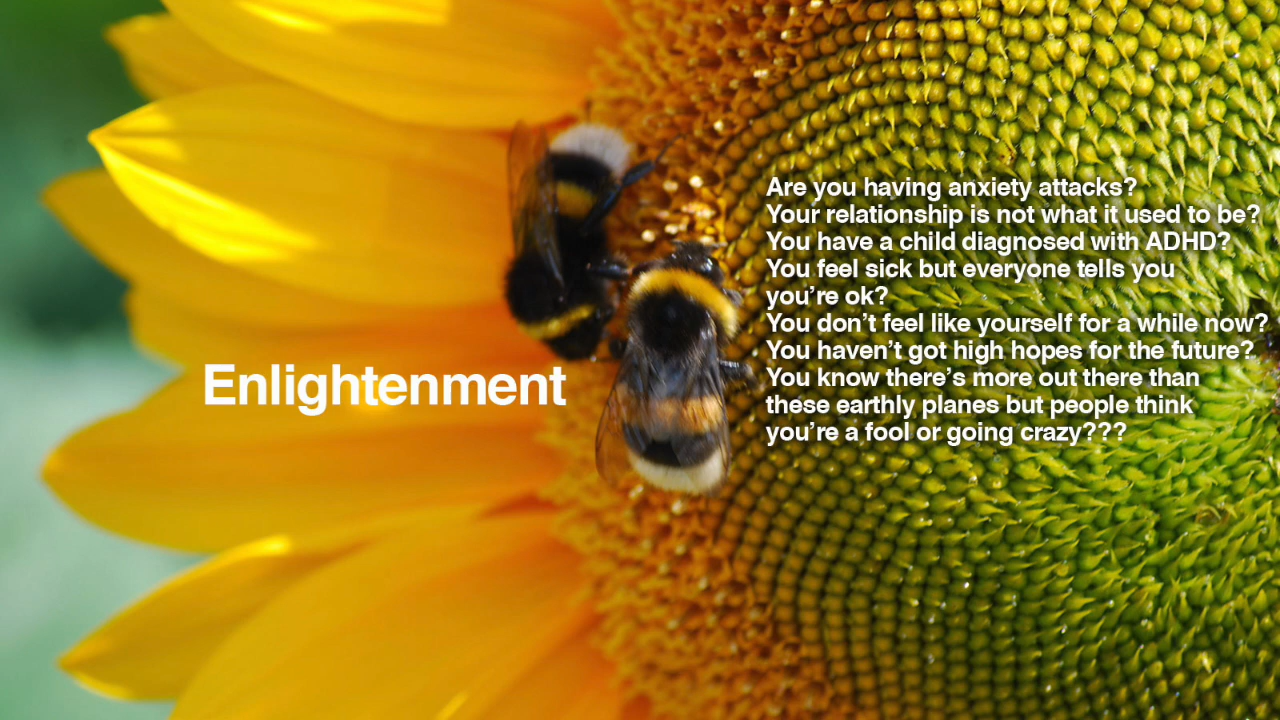 Enlightenment
Are you having anxiety attacks?
Your relationship is not what it used to be?
You have a child diagnosed with ADHD?
You feel sick but everyone tells you
you’re ok?
You don’t feel like yourself for a while now?
You haven’t got high hopes for the future?
You know there’s more out there than
these earthly planes but people think
you’re a fool or going crazy???